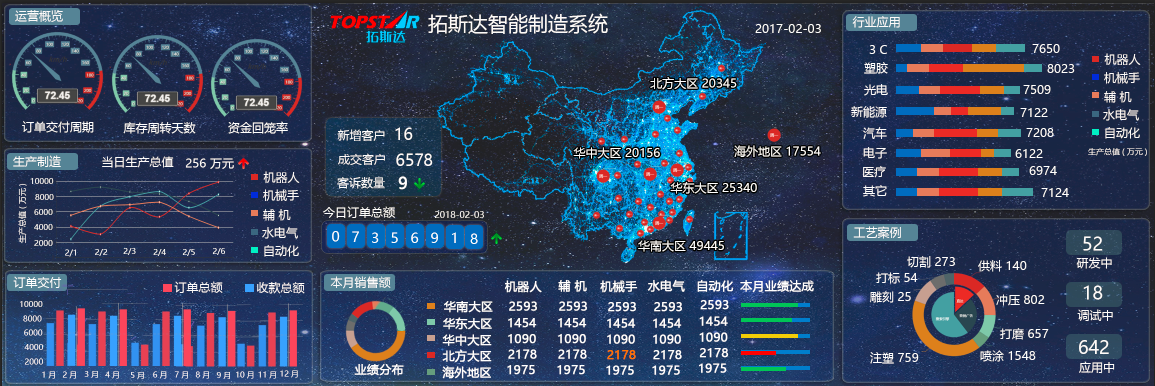 运营概览
72.45
72.45
72.45
订单交付周期
库存周转天数
资金回笼率
生产制造
当日生产总值 256 万元
生产总值 ( 万元 )
10000
8000
6000
4000
2000
2/1 2/2 2/3 2/4 2/5 2/6
机器人
机械手
辅 机
水电气
自动化
订单交付
订单总额 收款总额
10000
8000
6000
4000
2000
1 月 2 月 3 月 4 月 5 月 6 月 7 月 8 月 9 月 10 月 11 月 12 月
TOPSTAR
拓斯达
拓斯达智能制造系统
2017-02-03
北方大区 20345
华中大区 20156
海外地区 17554
华东大区 25340
华南大区 49445
新增客户 16
成交客户 6578
客诉数量 9
今日订单总额 2018-02-03
0 7 3 5 6 9 1 8
本月销售额
业绩分布
华南大区
华东大区
华中大区
北方大区
海外地区
机器人 辅 机 机械手 水电气 自动化 本月业绩达成
2593 2593 2593 2593 2593
1454 1454 1454 1454 1454
1090 1090 1090 1090 1090
2178 2178 2178 2178 2178
1975 1975 1975 1975 1975
行业应用
3 C 7650
塑胶 8023
光电 7509
新能源 7122
汽车 7208
电子 6122
医疗 6974
其它 7124
机器人
机械手
辅 机
水电气
自动化
生产总值 ( 万元 )
工艺案例
切割 273
打标 54
雕刻 25
注塑 759
供料 140
冲压 802
打磨 657
喷涂 1548
52
研发中
18
调试中
642
应用中